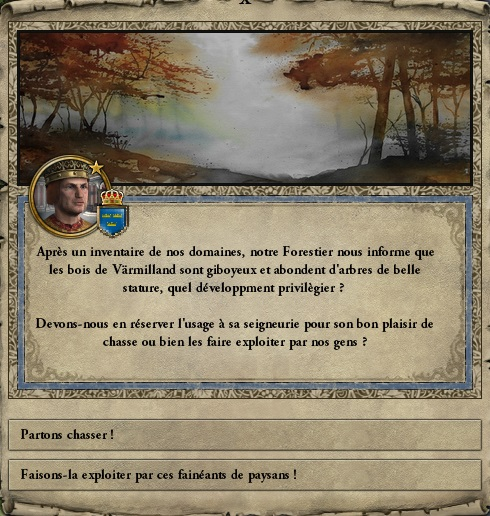 Après un inventaire de nos domaines, notre Forestier nous informe que
les bois de Värmilland sont giboyeux et abondent d'arbres de belle
stature, quel développment privilègier ?
Devons-nous en réserver l'usage à sa seigneurie pour son bon plaisir de
chasse ou bien les faire exploiter par nos gens ?
Partons chasser !
Faisons-la exploiter par ces fainéants de paysans !